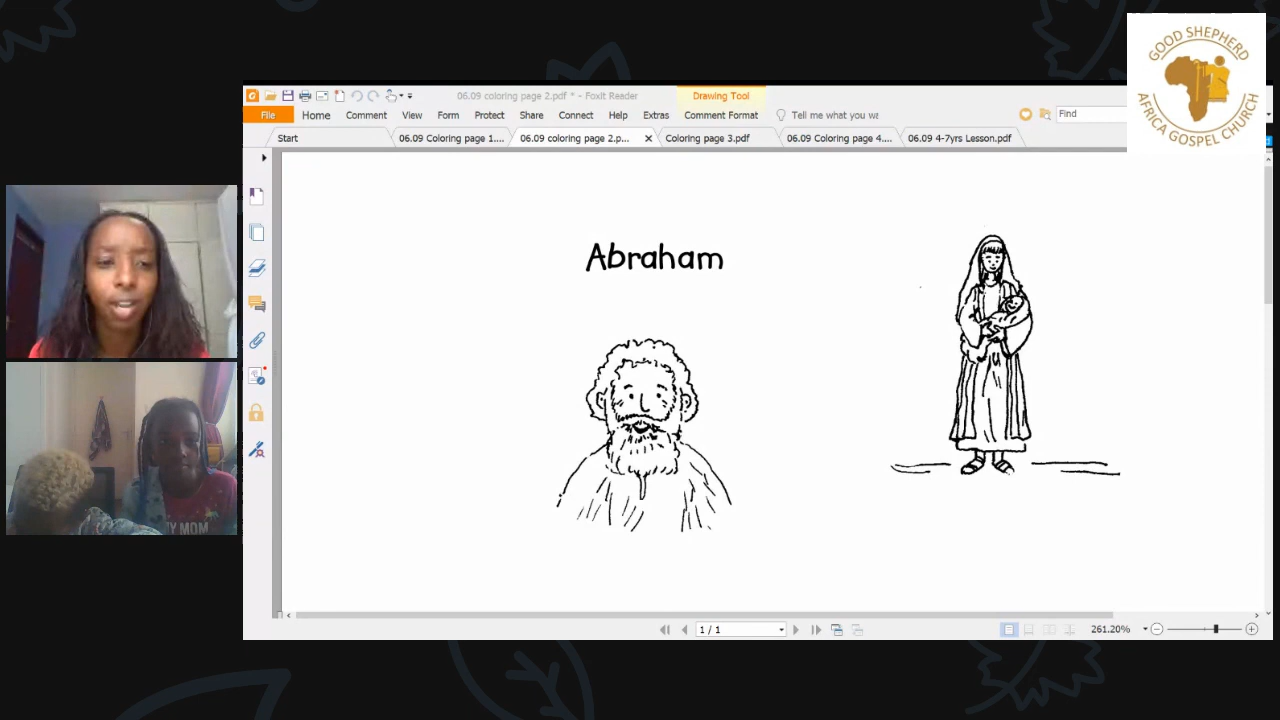 GOOD SHEPHERD
AFRICA GOSPEL CHURCH
06.09 coloring page 2.pdf * - Foxit Reader
Drawing Tool
File
Home
Comment
View
Form
Protect
Share
Connect
Help
Extras
Comment Format
Tell me what you wa
Find
Start
06.09 Coloring page 1....
06.09 coloring page 2.p...
Coloring page 3.pdf
06.09 Coloring page 4....
06.09 4-7yrs Lesson.pdf
Abraham
MY MOM
1 / 1
261.20%